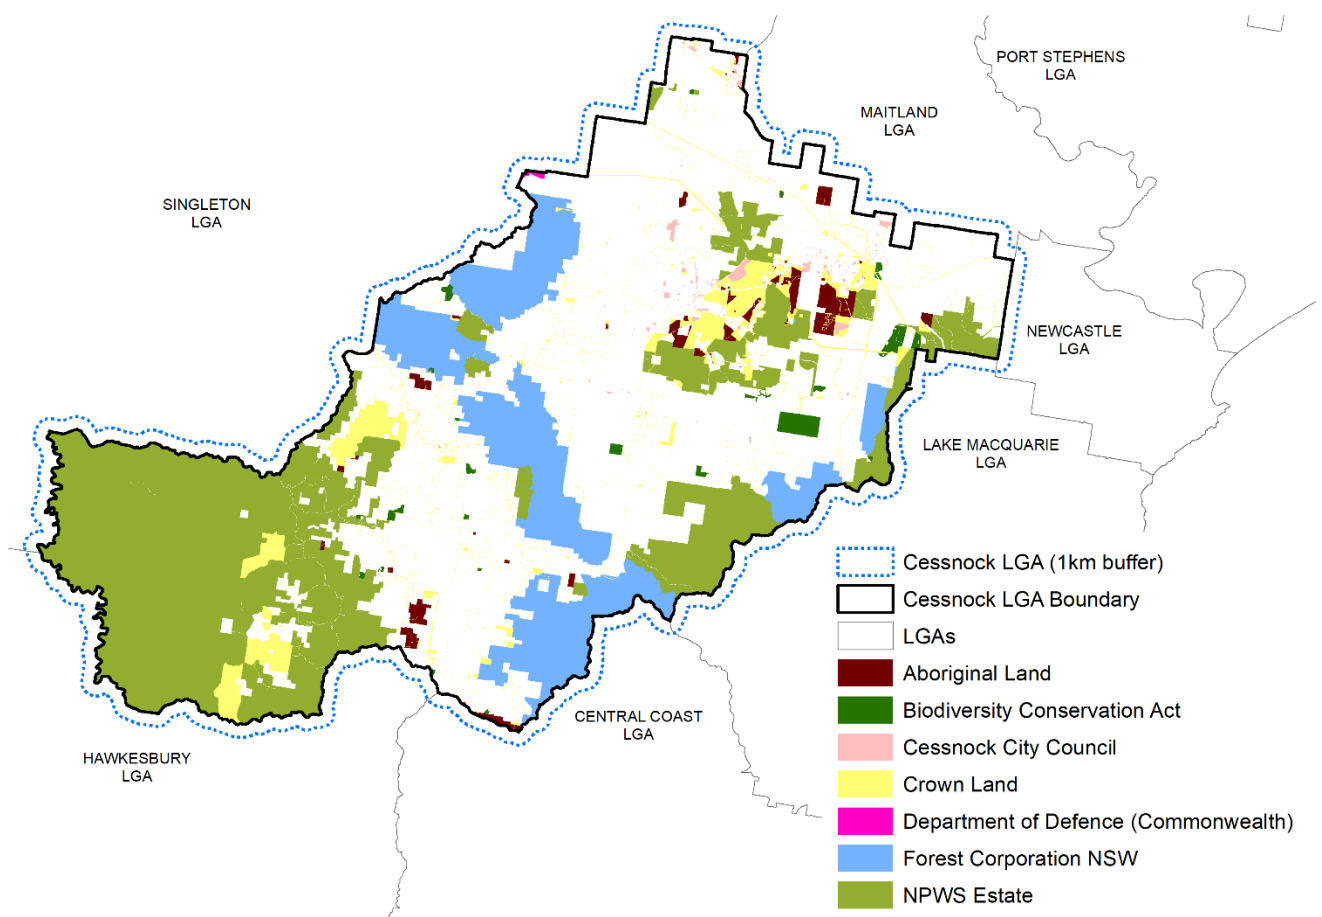 PORT STEPHENS
LGA
MAITLAND
LGA
SINGLETON
LGA
NEWCASTLE
LGA
LAKE MACQUARIE
LGA
CENTRAL COAST
LGA
HAWKESBURY
LGA
Cessnock LGA (1km buffer)
Cessnock LGA Boundary
LGAs
Aboriginal Land
Biodiversity Conservation Act
Cessnock City Council
Crown Land
Department of Defence (Commonwealth)
Forest Corporation NSW
NPWS Estate